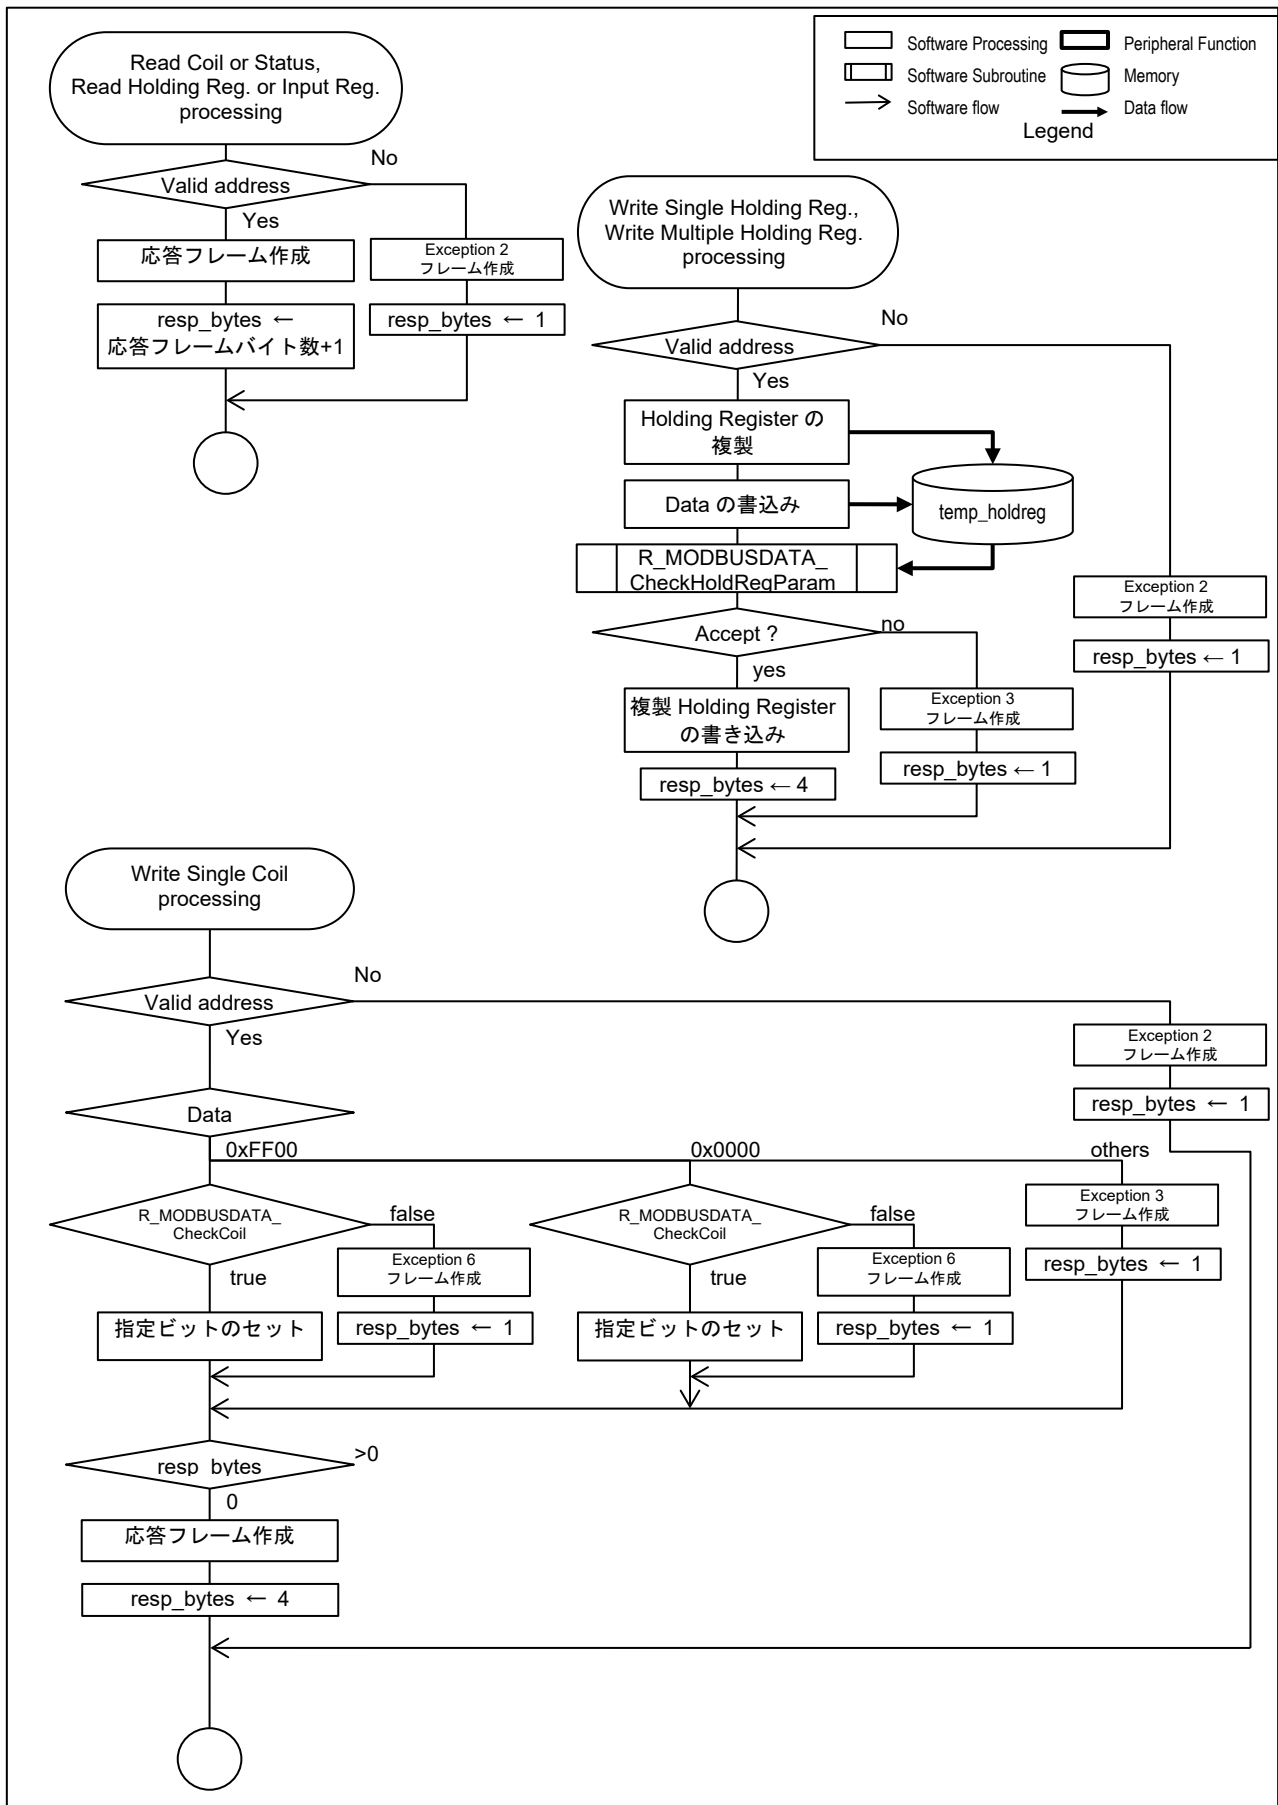 Read Coil or Status,
Read Holding Reg. or Input Reg.
processing
Valid address
No
Yes
応答フレーム作成
Exception 2
フレーム作成
resp_bytes ←
応答フレームバイト数+1
resp_bytes ← 1
Software Processing
Peripheral Function
Software Subroutine
Memory
Software flow
Data flow
Legend
Write Single Holding Reg.,
Write Multiple Holding Reg.
processing
Valid address
No
Yes
Holding Register の
複製
Data の書込み
temp_holdreg
R_MODBUSDATA_
CheckHoldRegParam
Accept ?
no
yes
Exception 2
フレーム作成
resp_bytes ← 1
複製 Holding Register
の書き込み
Exception 3
フレーム作成
resp_bytes ← 4
resp_bytes ← 1
Write Single Coil
processing
Valid address
No
Yes
Exception 2
フレーム作成
resp_bytes ← 1
Data
0xFF00
0x0000
others
R_MODBUSDATA_
CheckCoil
false
true
Exception 6
フレーム作成
指定ビットのセット
resp_bytes ← 1
R_MODBUSDATA_
CheckCoil
false
true
Exception 6
フレーム作成
指定ビットのセット
resp_bytes ← 1
Exception 3
フレーム作成
resp_bytes ← 1
resp_bytes
>0
0
応答フレーム作成
resp_bytes ← 4